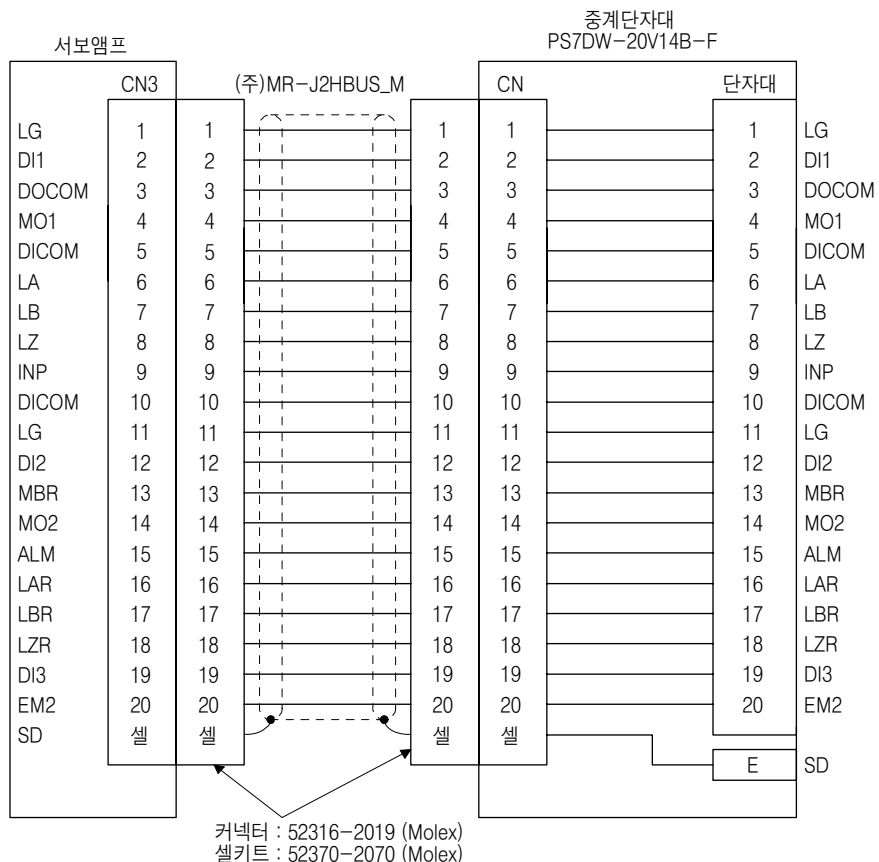 중계단자대
서보앰프 PS7DW-20V14B-F
CN3 (주)MR-J2HBUS_M CN 단자대
LG 1 1 1 1 1 LG
DI1 2 2 2 2 2 DI1
DOCOM 3 3 3 3 3 DOCOM
MO1 4 4 4 4 4 MO1
DICOM 5 5 5 5 5 DICOM
LA 6 6 6 6 6 LA
LB 7 7 7 7 7 LB
LZ 8 8 8 8 8 LZ
INP 9 9 9 9 9 INP
DICOM 10 10 10 10 10 DICOM
LG 11 11 11 11 11 LG
DI2 12 12 12 12 12 DI2
MBR 13 13 13 13 13 MBR
MO2 14 14 14 14 14 MO2
ALM 15 15 15 15 15 ALM
LAR 16 16 16 16 16 LAR
LBR 17 17 17 17 17 LBR
LZR 18 18 18 18 18 LZR
DI3 19 19 19 19 19 DI3
EM2 20 20 20 20 20 EM2
SD 셀 셀 셀 셀
E SD
커넥터 : 52316-2019 (Molex)
셀키트 : 52370-2070 (Molex)